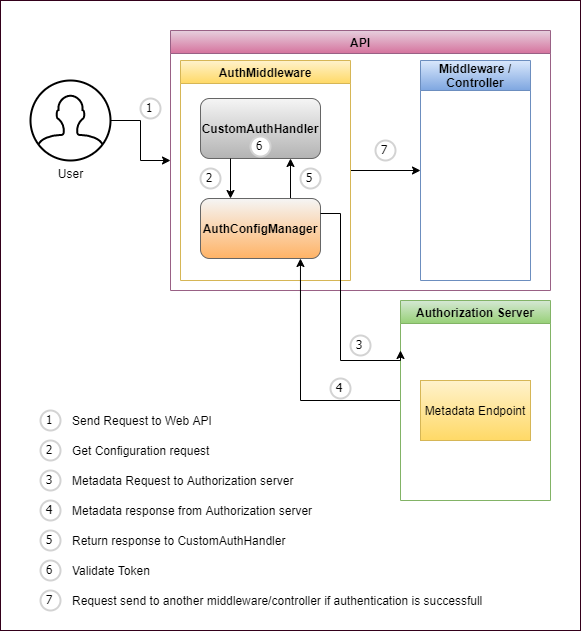 API
AuthMiddleware
Middleware /
Controller
1
CustomAuthHandler
6
7
User
2
5
AuthConfigManager
Authorization Server
3
4
Metadata Endpoint
1 Send Request to Web API
2 Get Configuration request
3 Metadata Request to Authorization server
4 Metadata response from Authorization server
5 Return response to CustomAuthHandler
6 Validate Token
7 Request send to another middleware/controller if authentication is successfull